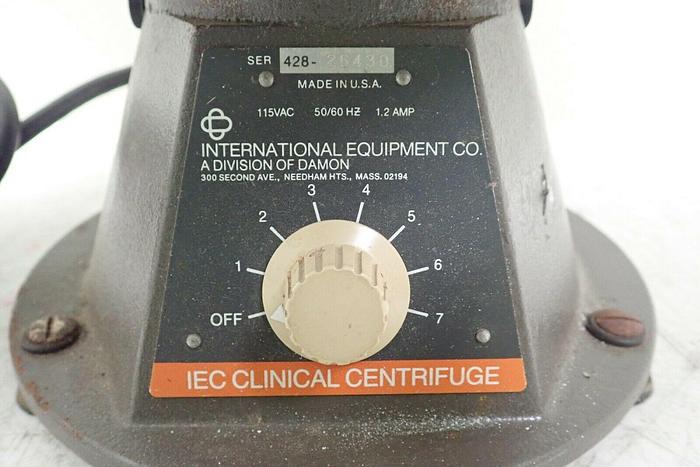 SER 428-25430
MADE IN U.S.A.
115VAC 50/60 HZ 1.2 AMP
INTERNATIONAL EQUIPMENT CO.
A DIVISION OF DAMON
300 SECOND AVE., NEEDHAM HTS., MASS. 02194
3 4
2 5
1 6
OFF 7
IEC CLINICAL CENTRIFUGE